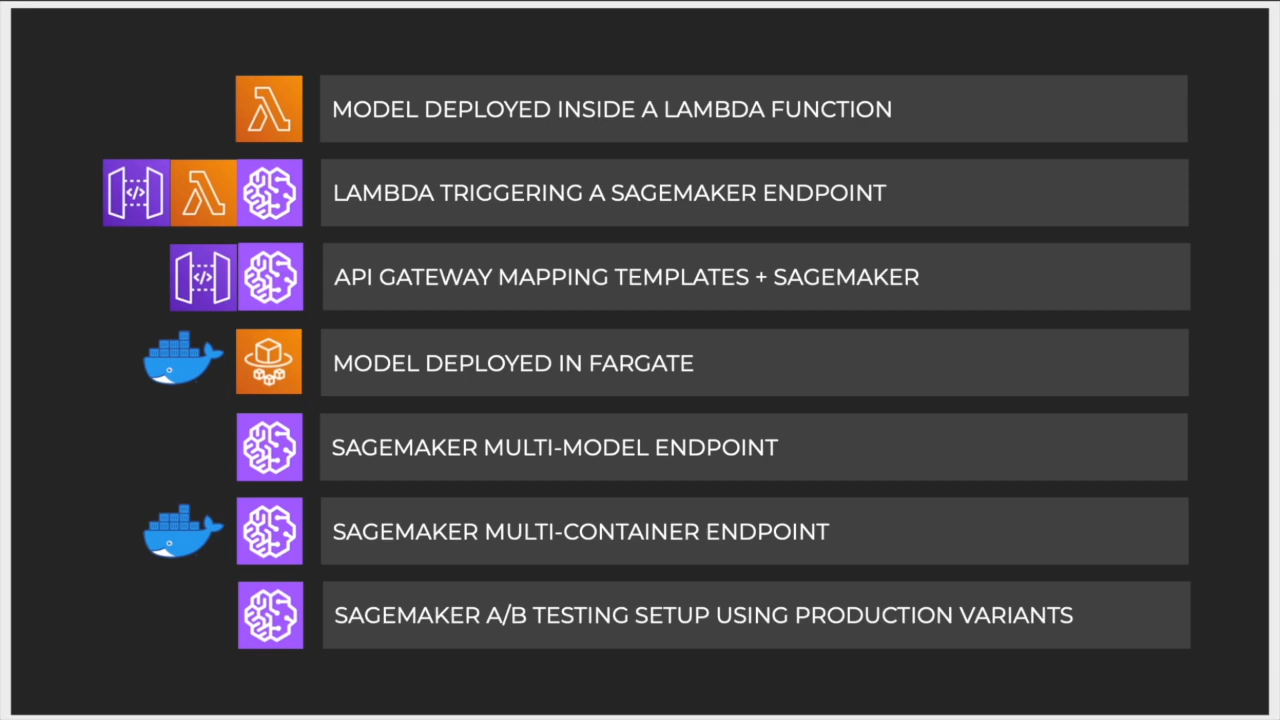 MODEL DEPLOYED INSIDE A LAMBDA FUNCTION
LAMBDA TRIGGERING A SAGEMAKER ENDPOINT
API GATEWAY MAPPING TEMPLATES + SAGEMAKER
MODEL DEPLOYED IN FARGATE
SAGEMAKER MULTI-MODEL ENDPOINT
SAGEMAKER MULTI-CONTAINER ENDPOINT
SAGEMAKER A/B TESTING SETUP USING PRODUCTION VARIANTS